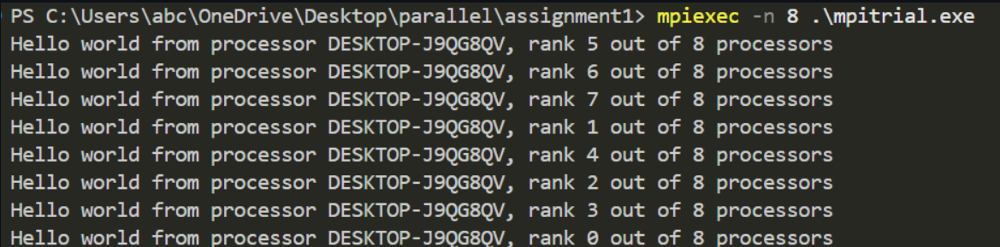 PS C:\Users\abc\OneDrive\Desktop\parallel\assignment1> mpiexec -n 8 .\mpitrial.exe
Hello world from processor DESKTOP-J9QG8QV, rank 5 out of 8 processors
Hello world from processor DESKTOP-J9QG8QV, rank 6 out of 8 processors
Hello world from processor DESKTOP-J9QG8QV, rank 7 out of 8 processors
Hello world from processor DESKTOP-J9QG8QV, rank 1 out of 8 processors
Hello world from processor DESKTOP-J9QG8QV, rank 4 out of 8 processors
Hello world from processor DESKTOP-J9QG8QV, rank 2 out of 8 processors
Hello world from processor DESKTOP-J9QG8QV, rank 3 out of 8 processors
Hello world from processor DESKTOP-J9QG8QV, rank 0 out of 8 processors